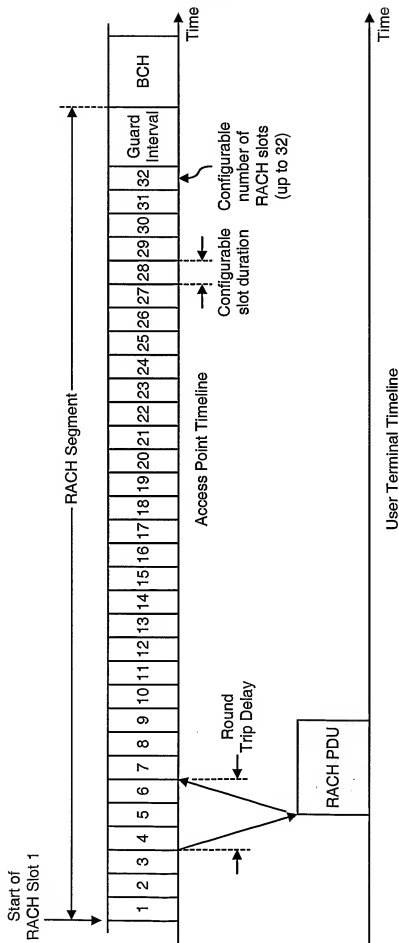 Start of
RACH Slot 1
RACH Segment
1 2 3 4 5 6 7 8 9 10 11 12 13 14 15 16 17 18 19 20 21 22 23 24 25 26 27 28 29 30 31 32
Guard
Interval
BCH
Time
Round
Trip Delay
Access Point Timeline
Configurable
slot duration
Configurable
number of
RACH slots
(up to 32)
RACH PDU
User Terminal Timeline
Time